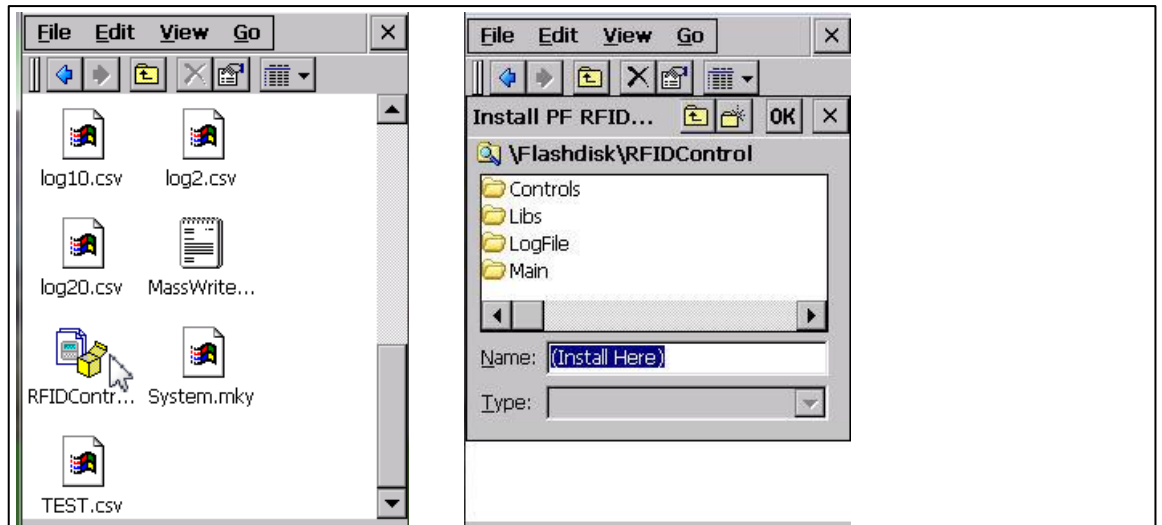 File Edit View Go
log10.csv log2.csv
log20.csv MassWrite...
RFIDContr... System.mky
TEST.csv
File Edit View Go
Install PF RFID... OK
\Flashdisk\RFIDControl
Controls
Libs
LogFile
Main
Name: (Install Here)
Type: